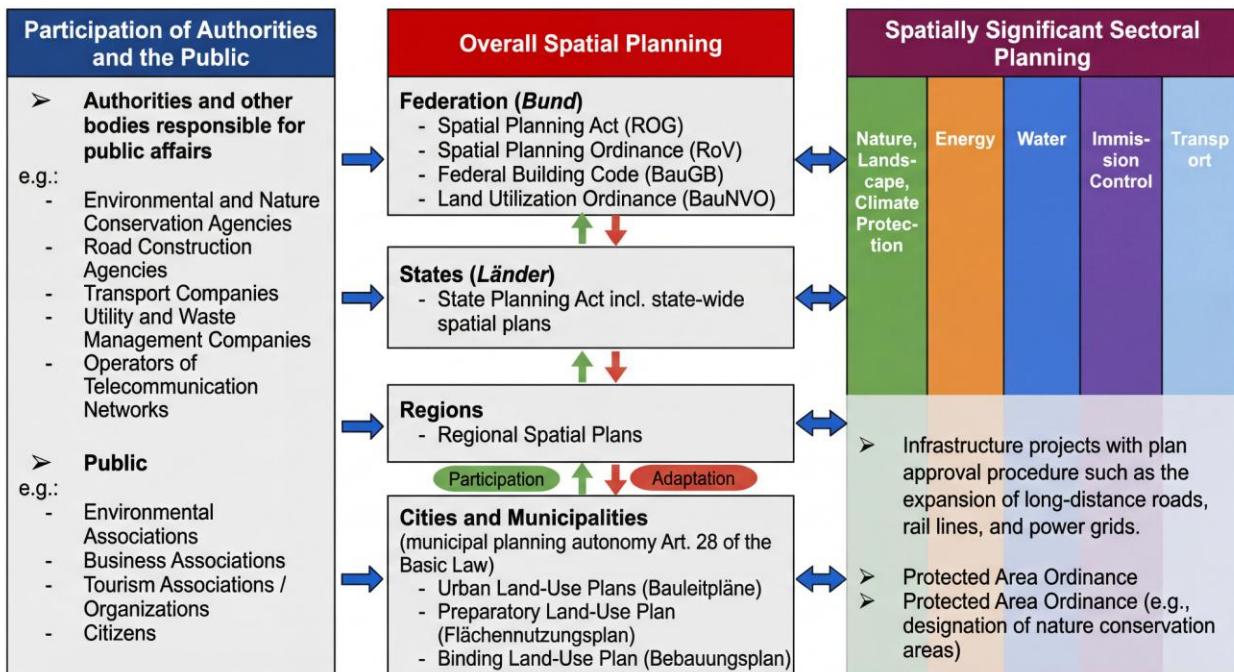 Participation of Authorities
and the Public
➢ Authorities and other
bodies responsible for
public affairs
e.g.:
- Environmental and Nature
Conservation Agencies
- Road Construction
Agencies
- Transport Companies
- Utility and Waste
Management Companies
- Operators of
Telecommunication
Networks
➢ Public
e.g.:
- Environmental
Associations
- Business Associations
- Tourism Associations /
Organizations
- Citizens
Overall Spatial Planning
Federation (Bund)
- Spatial Planning Act (ROG)
- Spatial Planning Ordinance (RoV)
- Federal Building Code (BauGB)
- Land Utilization Ordinance (BauNVO)
States (Länder)
- State Planning Act incl. state-wide
spatial plans
Regions
- Regional Spatial Plans
Participation
Adaptation
Cities and Municipalities
(municipal planning autonomy Art. 28 of the
Basic Law)
- Urban Land-Use Plans (Bauleitpläne)
- Preparatory Land-Use Plan
(Flächennutzungsplan)
- Binding Land-Use Plan (Bebauungsplan)
Spatially Significant Sectoral
Planning
Nature,
Lands-
cape,
Climate
Protec-
tion
Energy
Water
Immis-
sion
Control
Transp
ort
➢ Infrastructure projects with plan
approval procedure such as the
expansion of long-distance roads,
rail lines, and power grids.
➢ Protected Area Ordinance
➢ Protected Area Ordinance (e.g.,
designation of nature conservation
areas)